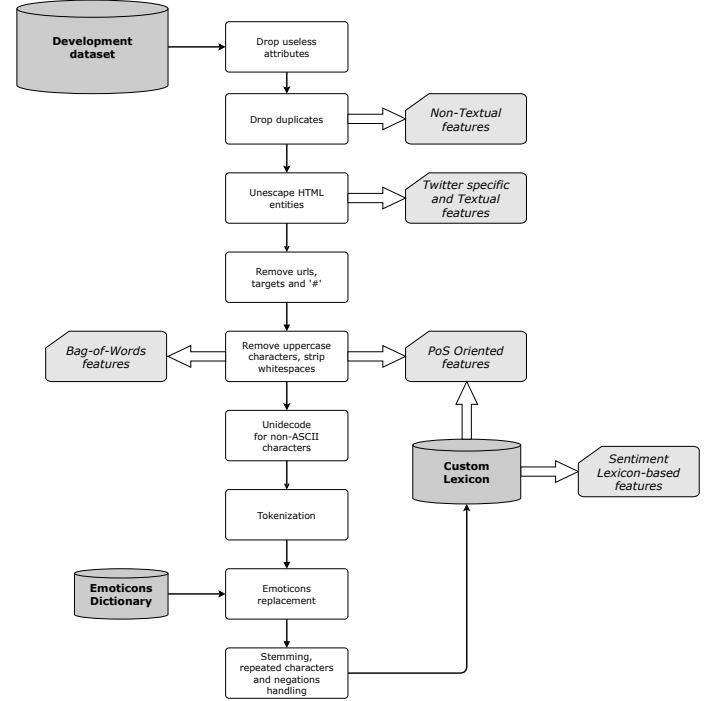 Development
dataset
Drop useless
attributes
Drop duplicates
Non-Textual
features
Unescape HTML
entities
Twitter specific
and Textual
features
Remove urls,
targets and '#'
Bag-of-Words
features
Remove uppercase
characters, strip
whitespaces
PoS Oriented
features
Unidecode
for non-ASCII
characters
Custom
Lexicon
Sentiment
Lexicon-based
features
Tokenization
Emoticons
Dictionary
Emoticons
replacement
Stemming,
repeated characters
and negations
handling